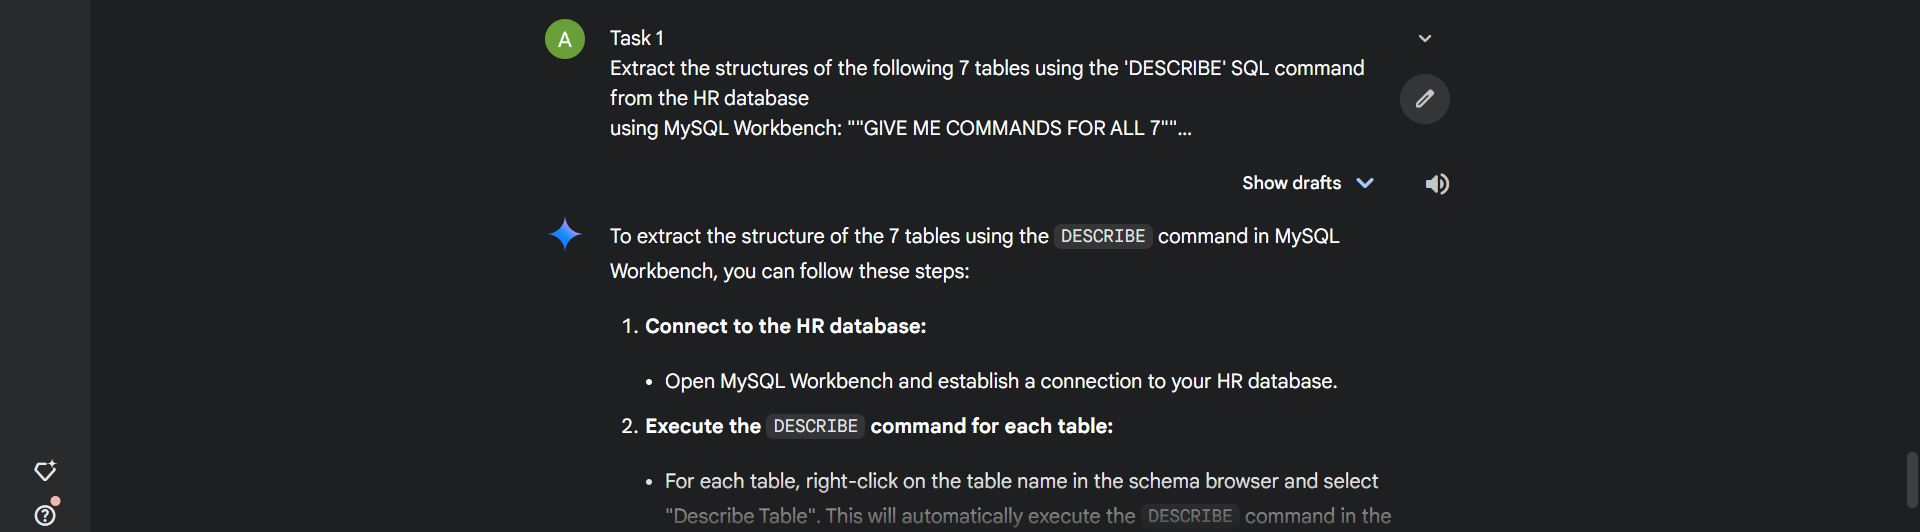 A
Task 1
Extract the structures of the following 7 tables using the 'DESCRIBE' SQL command
from the HR database
using MySQL Workbench: ""GIVE ME COMMANDS FOR ALL 7""...
Show drafts
To extract the structure of the 7 tables using the DESCRIBE command in MySQL
Workbench, you can follow these steps:
1. Connect to the HR database:
• Open MySQL Workbench and establish a connection to your HR database.
2. Execute the DESCRIBE command for each table:
• For each table, right-click on the table name in the schema browser and select
"Describe Table". This will automatically execute the DESCRIBE command in the